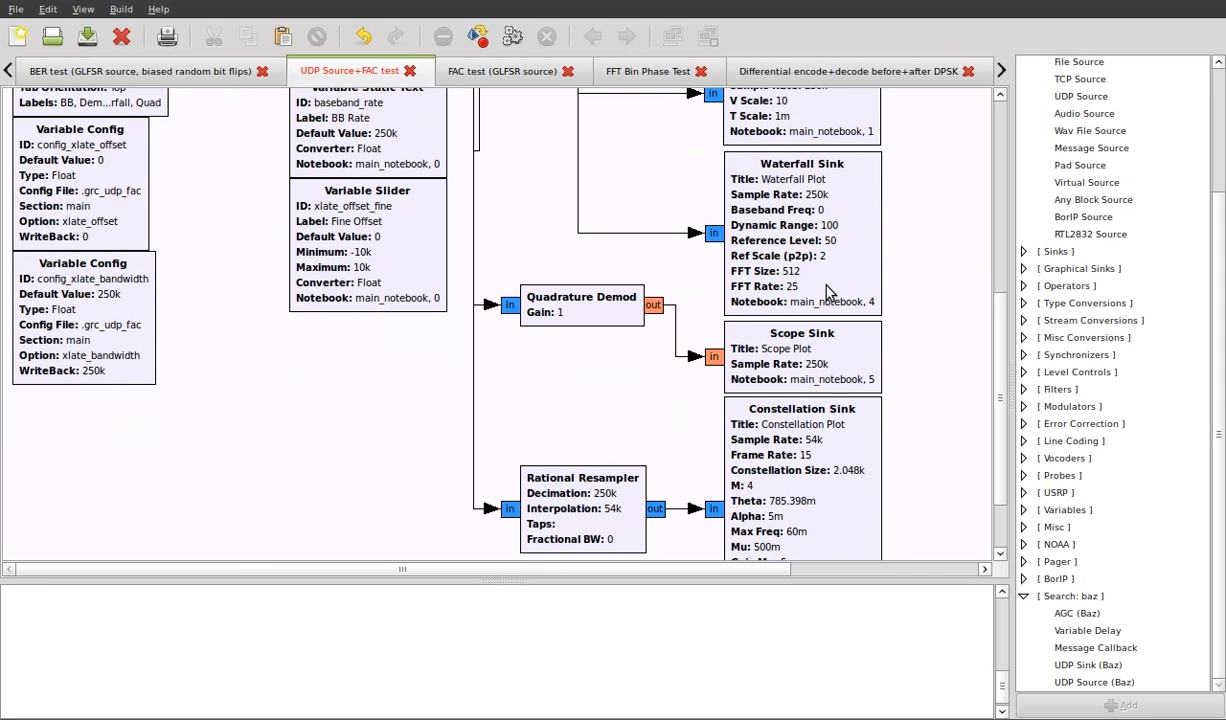 File Edit View Build Help
BER test (GLFSR source, biased random bit flips)
UDP Source+FAC test
FAC test (GLFSR source)
FFT Bin Phase Test
Differential encode+decode before+after DPSK
Labels: BB, Dem...rfall, Quad
Variable Config
ID: config_xlate_offset
Default Value: 0
Type: Float
Config File: .grc_udp_fac
Section: main
Option: xlate_offset
WriteBack: 0
Variable Config
ID: config_xlate_bandwidth
Default Value: 250k
Type: Float
Config File: .grc_udp_fac
Section: main
Option: xlate_bandwidth
WriteBack: 250k
Variable Static Text
ID: baseband_rate
Label: BB Rate
Default Value: 250k
Converter: Float
Notebook: main_notebook, 0
Variable Slider
ID: xlate_offset_fine
Label: Fine Offset
Default Value: 0
Minimum: -10k
Maximum: 10k
Converter: Float
Notebook: main_notebook, 0
in
Quadrature Demod
Gain: 1
out
in
Rational Resampler
Decimation: 250k
Interpolation: 54k
Taps:
Fractional BW: 0
out
in
V Scale: 10
T Scale: 1m
Notebook: main_notebook, 1
in
Waterfall Sink
Title: Waterfall Plot
Sample Rate: 250k
Baseband Freq: 0
Dynamic Range: 100
Reference Level: 50
Ref Scale (p2p): 2
FFT Size: 512
FFT Rate: 25
Notebook: main_notebook, 4
in
Scope Sink
Title: Scope Plot
Sample Rate: 250k
Notebook: main_notebook, 5
in
Constellation Sink
Title: Constellation Plot
Sample Rate: 54k
Frame Rate: 15
Constellation Size: 2.048k
M: 4
Theta: 785.398m
Alpha: 5m
Max Freq: 60m
Mu: 500m
File Source
TCP Source
UDP Source
Audio Source
Wav File Source
Message Source
Pad Source
Virtual Source
Any Block Source
BorIP Source
RTL2832 Source
[ Sinks ]
[ Graphical Sinks ]
[ Operators ]
[ Type Conversions ]
[ Stream Conversions ]
[ Misc Conversions ]
[ Synchronizers ]
[ Level Controls ]
[ Filters ]
[ Modulators ]
[ Error Correction ]
[ Line Coding ]
[ Vocoders ]
[ Probes ]
[ USRP ]
[ Variables ]
[ Misc ]
[ NOAA ]
[ Pager ]
[ BorIP ]
[ Search: baz ]
AGC (Baz)
Variable Delay
Message Callback
UDP Sink (Baz)
UDP Source (Baz)
Add